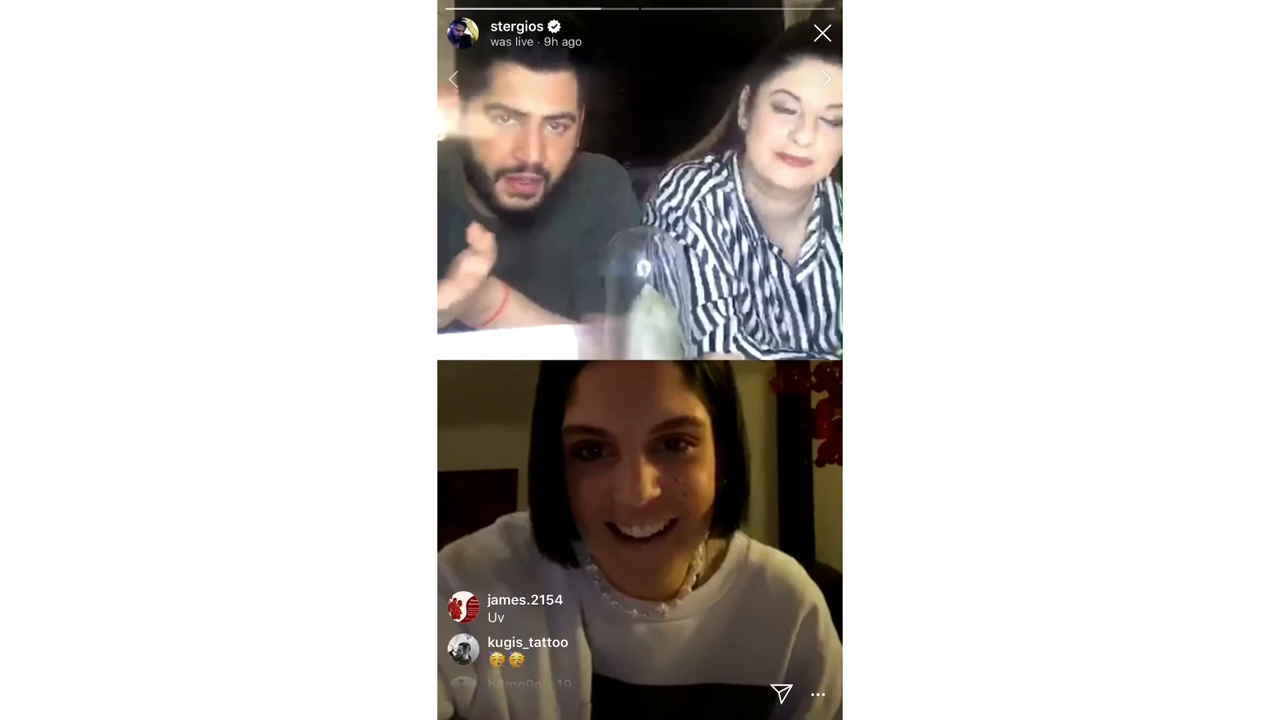 stergios
was live · 9h ago
james.2154
Uv
kugis_tattoo
🥳🥳